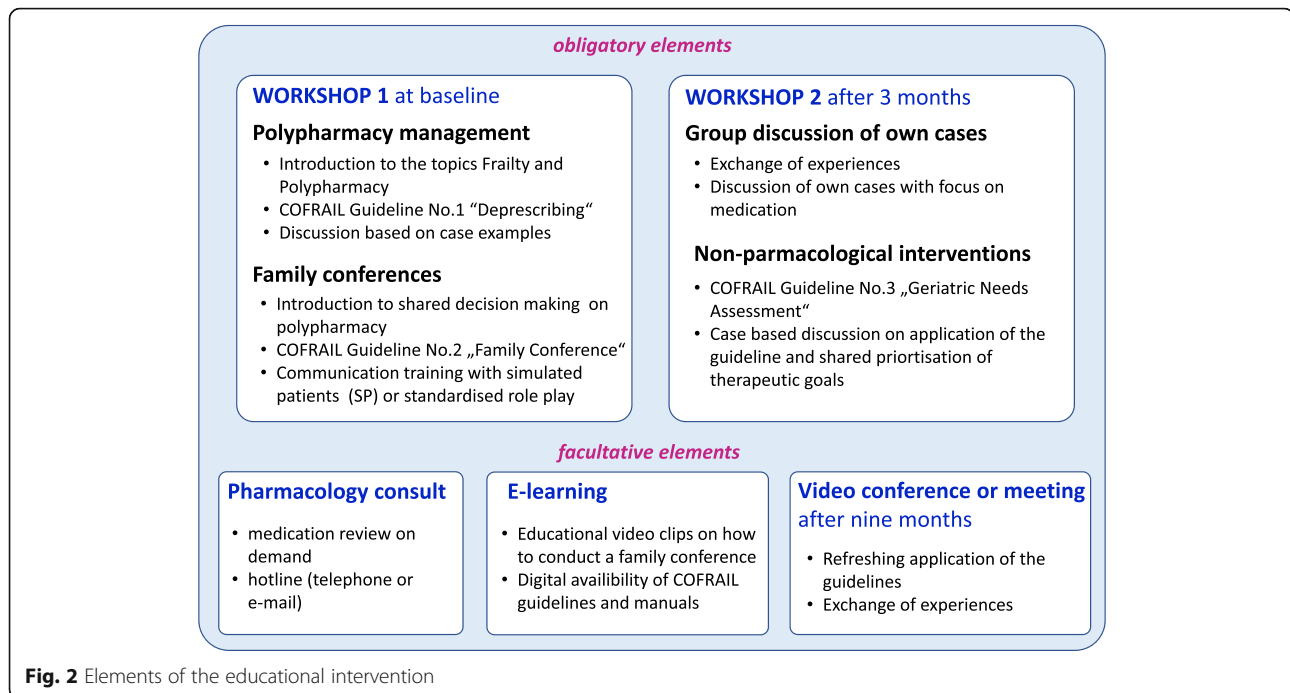 obligatory elements
WORKSHOP 1 at baseline
Polypharmacy management
• Introduction to the topics Frailty and
Polypharmacy
• COFRAIL Guideline No.1 “Deprescribing“
• Discussion based on case examples
Family conferences
• Introduction to shared decision making on
polypharmacy
• COFRAIL Guideline No.2 „Family Conference“
• Communication training with simulated
patients (SP) or standardised role play
WORKSHOP 2 after 3 months
Group discussion of own cases
• Exchange of experiences
• Discussion of own cases with focus on
medication
Non-parmacological interventions
• COFRAIL Guideline No.3 „Geriatric Needs
Assessment“
• Case based discussion on application of the
guideline and shared priortisation of
therapeutic goals
facultative elements
Pharmacology consult
• medication review on
demand
• hotline (telephone or
e-mail)
E-learning
• Educational video clips on how
to conduct a family conference
• Digital availibility of COFRAIL
guidelines and manuals
Video conference or meeting
after nine months
• Refreshing application of the
guidelines
• Exchange of experiences
Fig. 2 Elements of the educational intervention